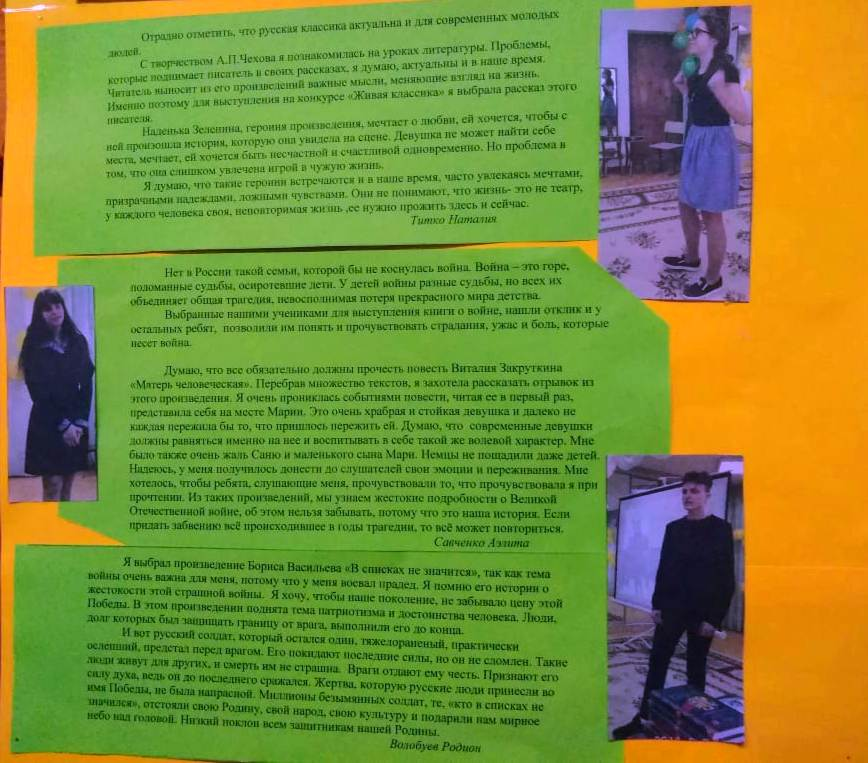 Отрадно отметить, что русская классика актуальна и для современных молодых
людей.
С творчеством А.П.Чехова я познакомилась на уроках литературы. Проблемы,
которые поднимает писатель в своих рассказах, я думаю, актуальны и в наше время.
Читатель выносит из его произведений важные мысли, меняющие взгляд на жизнь.
Именно поэтому для выступления на конкурсе «Живая классика» я выбрала рассказ этого
писателя.
Наденька Зеленина, героиня произведения, мечтает о любви, ей хочется, чтобы с
ней произошла история, которую она увидела на сцене. Девушка не может найти себе
места, мечтает, ей хочется быть несчастной и счастливой одновременно. Но проблема в
том, что она слишком увлечена игрой в чужую жизнь.
Я думаю, что такие героини встречаются и в наше время, часто увлекаясь мечтами,
призрачными надеждами, ложными чувствами. Они не понимают, что жизнь- это не театр,
у каждого человека своя, неповторимая жизнь ,ее нужно прожить здесь и сейчас.
Титко Наталия
Нет в России такой семьи, которой бы не коснулась война. Война – это горе,
поломанные судьбы, осиротевшие дети. У детей войны разные судьбы, но всех их
объединяет общая трагедия, невосполнимая потеря прекрасного мира детства.
Выбранные нашими учениками для выступления книги о войне, нашли отклик и у
остальных ребят, позволили им понять и прочувствовать страдания, ужас и боль, которые
несет война.
Думаю, что все обязательно должны прочесть повесть Виталия Закруткина
«Матерь человеческая». Перебрав множество текстов, я захотела рассказать отрывок из
этого произведения. Я очень прониклась событиями повести, читая ее в первый раз,
представила себя на месте Марии. Это очень храбрая и стойкая девушка и далеко не
каждая пережила бы то, что пришлось пережить ей. Думаю, что современные девушки
должны равняться именно на нее и воспитывать в себе такой же волевой характер. Мне
было также очень жаль Саню и маленького сына Мари. Немцы не пощадили даже детей.
Надеюсь, у меня получилось донести до слушателей свои эмоции и переживания. Мне
хотелось, чтобы ребята, слушающие меня, прочувствовали то, что прочувствовала я при
прочтении. Из таких произведений, мы узнаем жестокие подробности о Великой
Отечественной войне, об этом нельзя забывать, потому что это наша история. Если
придать забвению всё происходившее в годы трагедии, то всё может повториться.
Савченко Аэлита
Я выбрал произведение Бориса Васильева «В списках не значится», так как тема
войны очень важна для меня, потому что у меня воевал прадед. Я помню его истории о
жестокости этой страшной войны. Я хочу, чтобы наше поколение, не забывало цену этой
Победы. В этом произведении поднята тема патриотизма и достоинства человека. Люди,
долг которых был защищать границу от врага, выполнили его до конца.
И вот русский солдат, который остался один, тяжелораненый, практически
ослепший, предстал перед врагом. Его покидают последние силы, но он не сломлен. Такие
люди живут для других, и смерть им не страшна. Враги отдают ему честь. Признают его
силу духа, ведь он до последнего сражался. Жертва, которую русские люди принесли во
имя Победы, не была напрасной. Миллионы безымянных солдат, те, «кто в списках не
значился», отстояли свою Родину, свой народ, свою культуру и подарили нам мирное
небо над головой. Низкий поклон всем защитникам нашей Родины.
Волобуев Родион